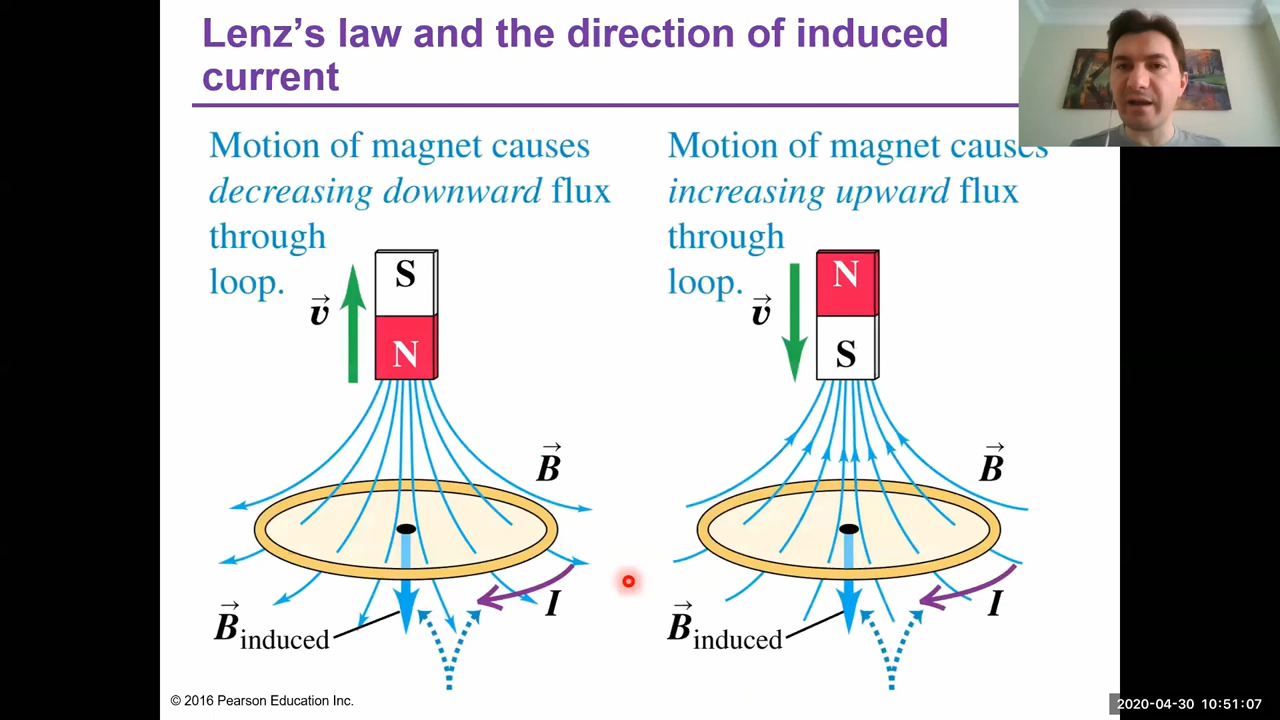 Lenz’s law and the direction of induced
current
Motion of magnet causes
decreasing downward flux
through
loop.
v
S
N
B
B induced
I
Motion of magnet causes
increasing upward flux
through
loop.
v
N
S
B
B induced
I
© 2016 Pearson Education Inc.
2020-04-30 10:51:07